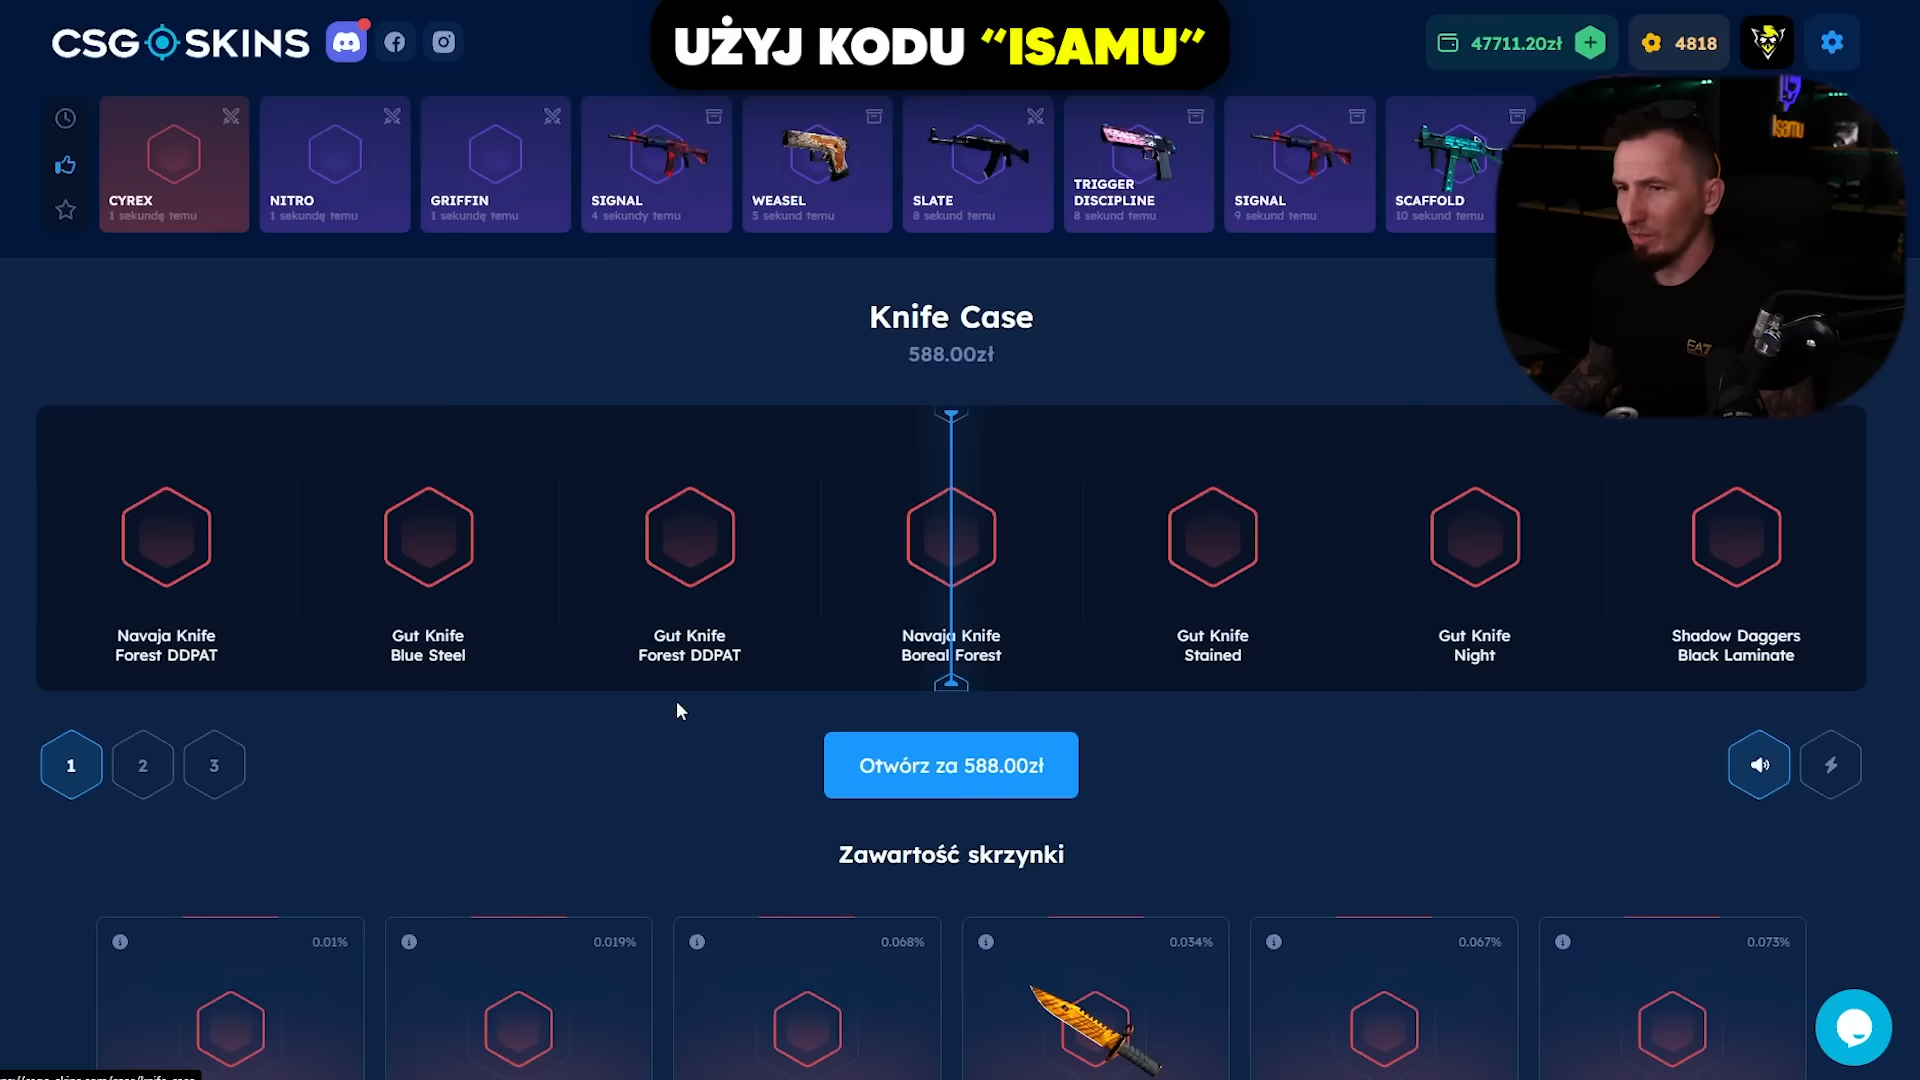 CSG SKINS
UŻYJ KODU “ISAMU”
47711.20zł
4818
CYREX
1 sekundę temu
NITRO
1 sekundę temu
GRIFFIN
1 sekundę temu
SIGNAL
4 sekundy temu
WEASEL
5 sekund temu
SLATE
8 sekund temu
TRIGGER
DISCIPLINE
8 sekund temu
SIGNAL
9 sekund temu
SCAFFOLD
10 sekund temu
Isamu
EA7
Knife Case
588.00zł
Navaja Knife
Forest DDPAT
Gut Knife
Blue Steel
Gut Knife
Forest DDPAT
Navaja Knife
Boreal Forest
Gut Knife
Stained
Gut Knife
Night
Shadow Daggers
Black Laminate
1
2
3
Otwórz za 588.00zł
Zawartość skrzynki
0.01%
0.019%
0.068%
0.034%
0.067%
0.073%